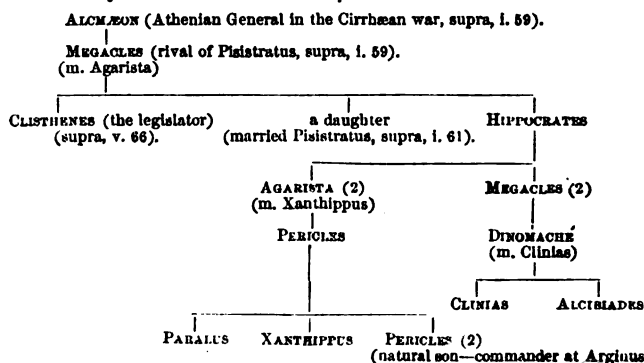 ALCMÆON (Athenian General in the Cirrhæan war, supra, i. 59).
MEGACLES (rival of Pisistratus, supra, i. 59).
(m. Agarista)
CLISTHENES (the legislator) a daughter HIPPOCRATES
(supra, v. 66). (married Pisistratus, supra, i. 61).
AGARISTA (2) MEGACLES (2)
(m. Xanthippus)
PERICLES DINOMACHÉ
(m. Clinias)
CLINIAS ALCIBIADES
PARALUS XANTHIPPUS PERICLES (2)
(natural son—commander at Arginus